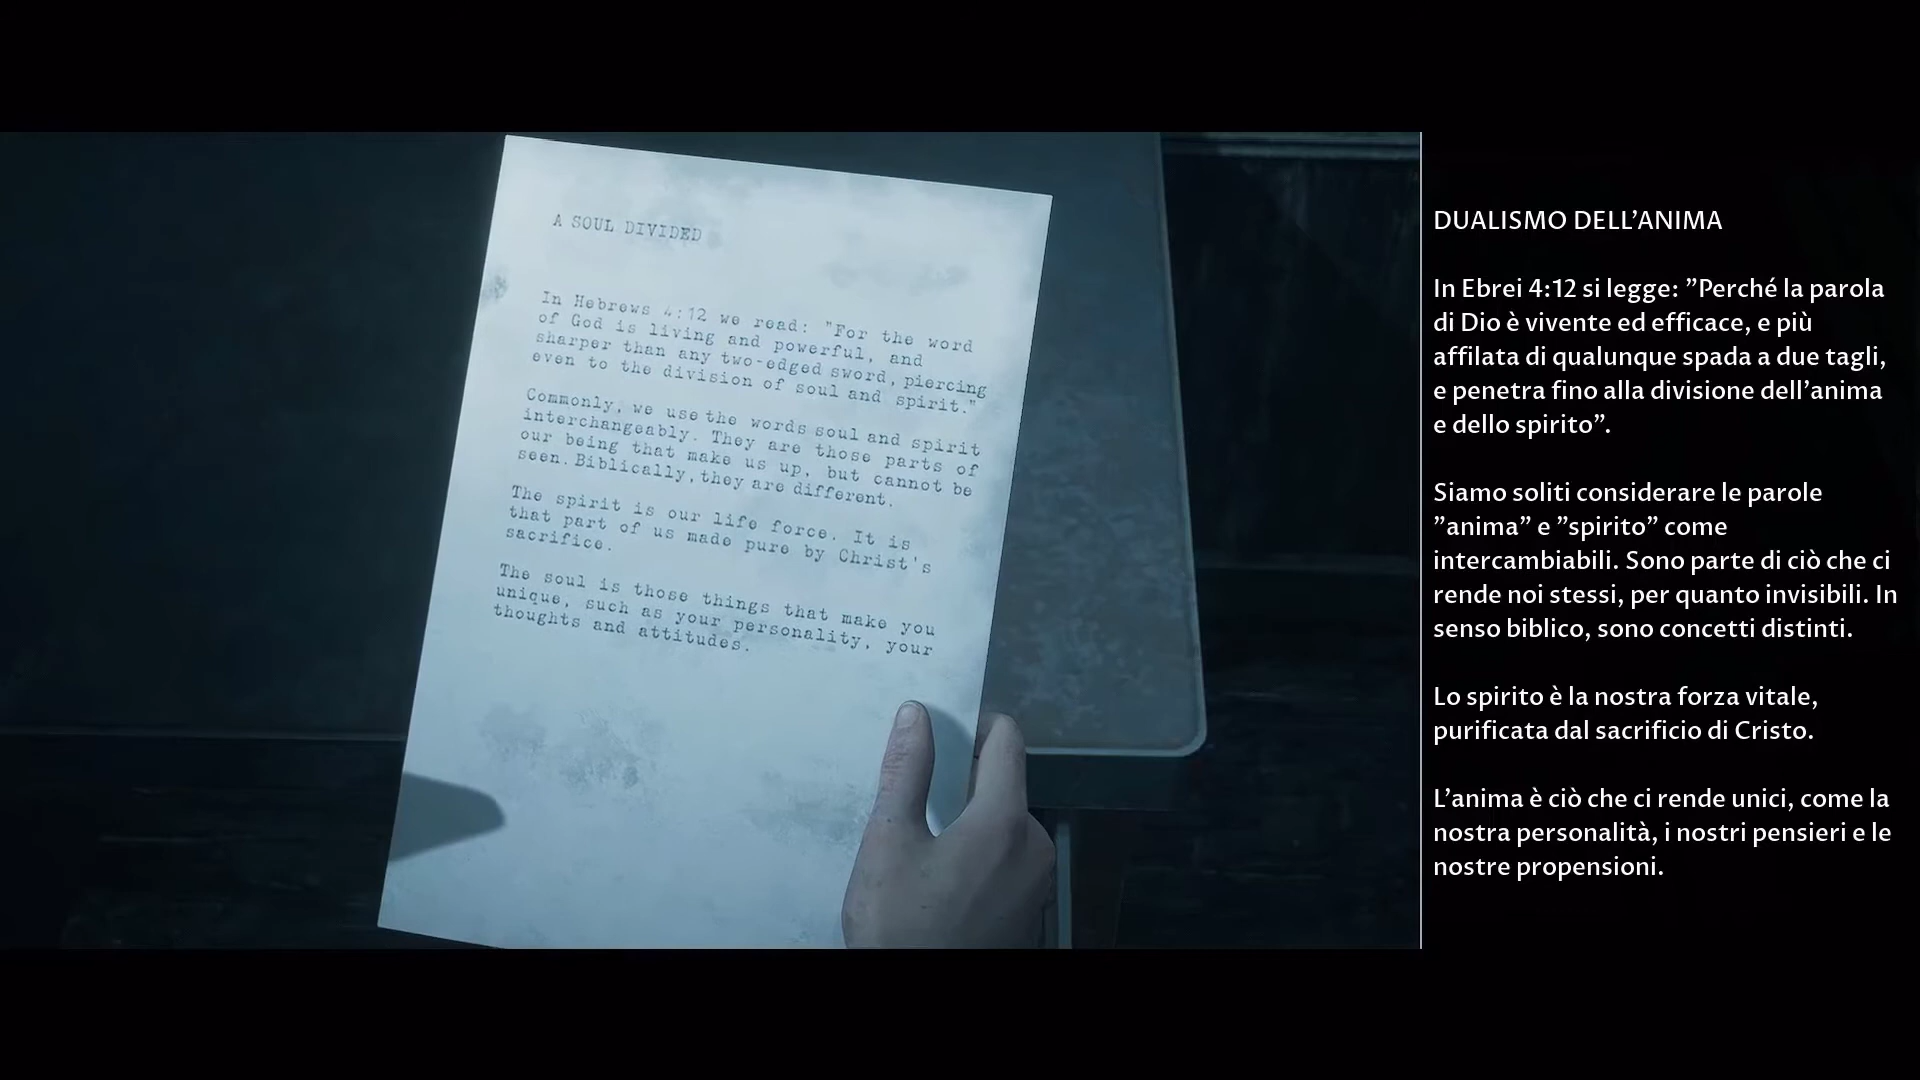 A SOUL DIVIDED
In Hebrews 4:12 we read: "For the word
of God is living and powerful, and
sharper than any two-edged sword, piercing
even to the division of soul and spirit."
Commonly, we use the words soul and spirit
interchangeably. They are those parts of
our being that make us up, but cannot be
seen. Biblically, they are different.
The spirit is our life force. It is
that part of us made pure by Christ's
sacrifice.
The soul is those things that make you
unique, such as your personality, your
thoughts and attitudes.
DUALISMO DELL'ANIMA
In Ebrei 4:12 si legge: "Perché la parola
di Dio è vivente ed efficace, e più
affilata di qualunque spada a due tagli,
e penetra fino alla divisione dell'anima
e dello spirito".
Siamo soliti considerare le parole
"anima" e "spirito" come
intercambiabili. Sono parte di ciò che ci
rende noi stessi, per quanto invisibili. In
senso biblico, sono concetti distinti.
Lo spirito è la nostra forza vitale,
purificata dal sacrificio di Cristo.
L'anima è ciò che ci rende unici, come la
nostra personalità, i nostri pensieri e le
nostre propensioni.